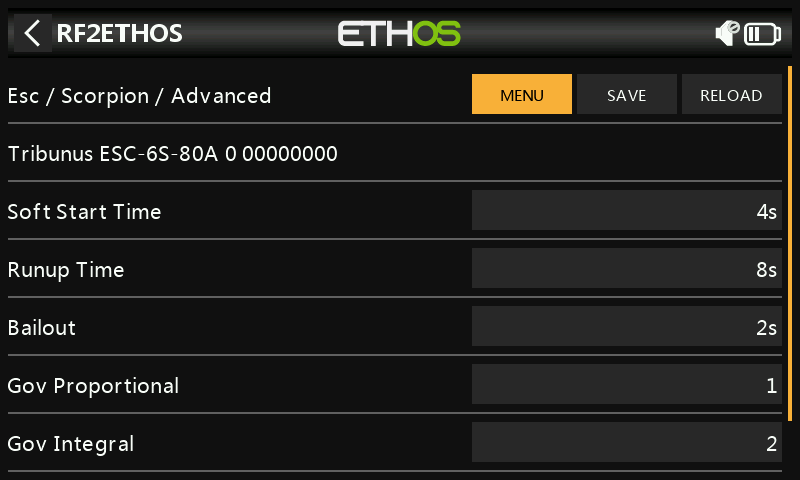 RF2ETHOS ETHOS
Esc / Scorpion / Advanced MENU SAVE RELOAD
Tribunus ESC-6S-80A 0 00000000
Soft Start Time 4s
Runup Time 8s
Bailout 2s
Gov Proportional 1
Gov Integral 2